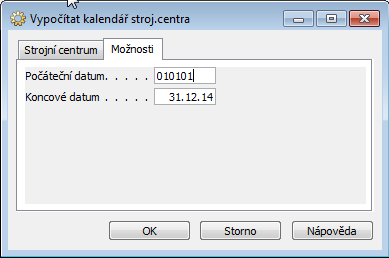 Vypočítat kalendář stroj.centra
Strojní centrum Možnosti
Počáteční datum. . . . . 010101
Koncové datum . . . . . 31.12.14
OK Storno Nápověda